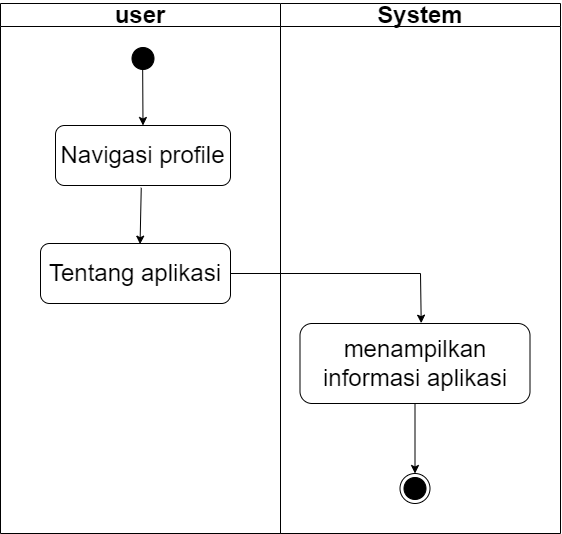 user
System
Navigasi profile
Tentang aplikasi
menampilkan
informasi aplikasi